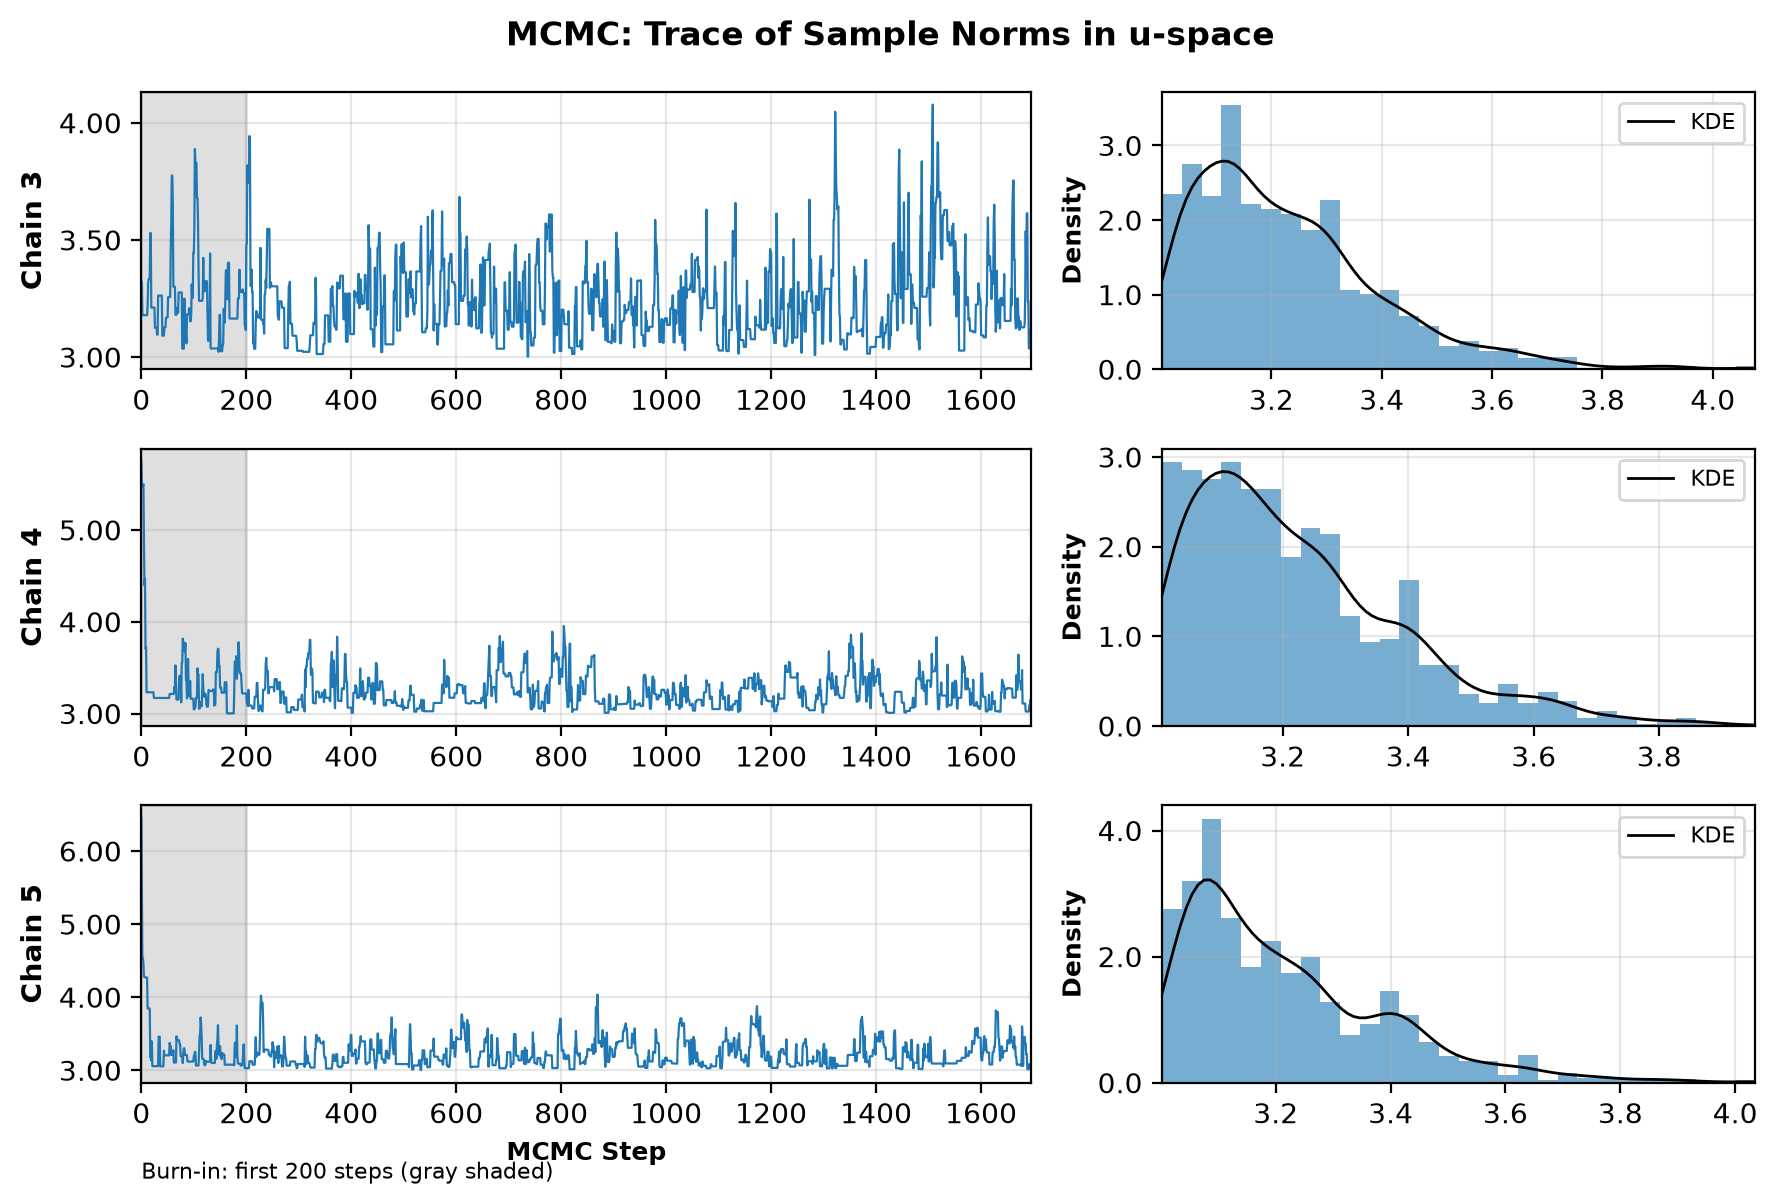 MCMC: Trace of Sample Norms in u-space
Chain 3
4.00
3.50
3.00
0 200 400 600 800 1000 1200 1400 1600
Density
3.0
2.0
1.0
0.0
3.2 3.4 3.6 3.8 4.0
KDE
Chain 4
5.00
4.00
3.00
0 200 400 600 800 1000 1200 1400 1600
Density
3.0
2.0
1.0
0.0
3.2 3.4 3.6 3.8
KDE
Chain 5
6.00
5.00
4.00
3.00
0 200 400 600 800 1000 1200 1400 1600
MCMC Step
Density
4.0
2.0
0.0
3.2 3.4 3.6 3.8 4.0
KDE
Burn-in: first 200 steps (gray shaded)